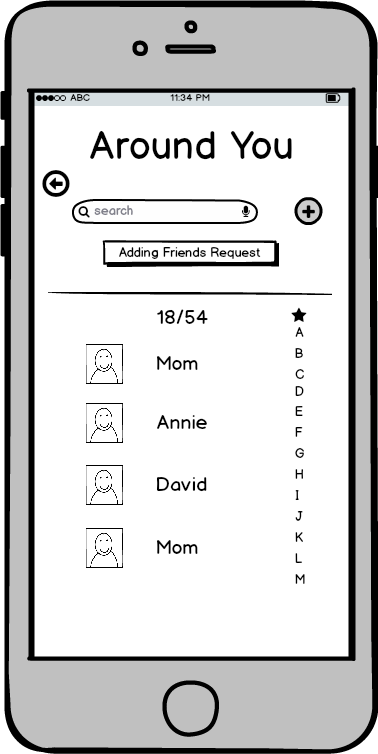 ABC 11:34 PM
Around You
search
Adding Friends Request
18/54
A
Mom
B
C
D
Annie
E
F
G
David
H
I
J
Mom
K
L
M